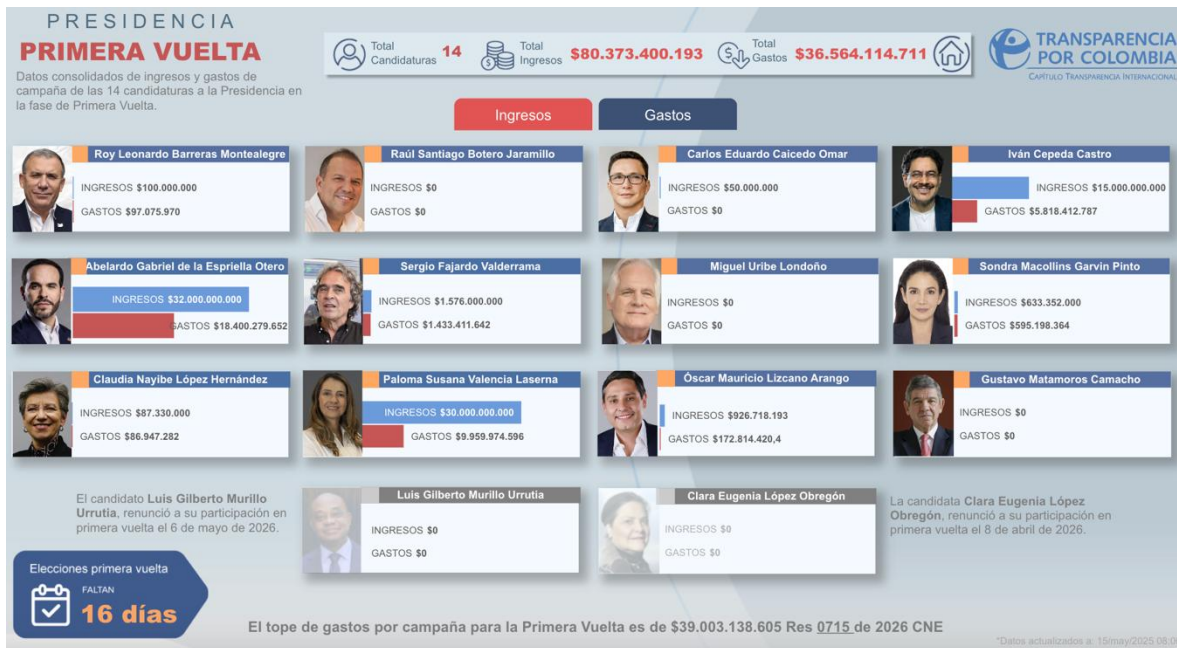 PRESIDENCIA
PRIMERA VUELTA
Datos consolidados de ingresos y gastos de
campaña de las 14 candidaturas a la Presidencia en
la fase de Primera Vuelta.
Total
Candidaturas 14
Total
Ingresos $80.373.400.193
Total
Gastos $36.564.114.711
TRANSPARENCIA
POR COLOMBIA
CAPÍTULO TRANSPARENCIA INTERNACIONAL
Ingresos
Gastos
Roy Leonardo Barreras Montealegre
INGRESOS $100.000.000
GASTOS $97.075.970
Raúl Santiago Botero Jaramillo
INGRESOS $0
GASTOS $0
Carlos Eduardo Caicedo Omar
INGRESOS $50.000.000
GASTOS $0
Iván Cepeda Castro
INGRESOS $15.000.000.000
GASTOS $5.818.412.787
Abelardo Gabriel de la Espriella Otero
INGRESOS $32.000.000.000
GASTOS $18.400.279.652
Sergio Fajardo Valderrama
INGRESOS $1.576.000.000
GASTOS $1.433.411.642
Miguel Uribe Londoño
INGRESOS $0
GASTOS $0
Sondra Macollins Garvin Pinto
INGRESOS $633.352.000
GASTOS $595.198.364
Claudia Nayibe López Hernández
INGRESOS $87.330.000
GASTOS $86.947.282
Paloma Susana Valencia Laserna
INGRESOS $30.000.000.000
GASTOS $9.959.974.596
Óscar Mauricio Lizcano Arango
INGRESOS $926.718.193
GASTOS $172.814.420,4
Gustavo Matamoros Camacho
INGRESOS $0
GASTOS $0
El candidato Luis Gilberto Murillo
Urrutia, renunció a su participación en
primera vuelta el 6 de mayo de 2026.
Luis Gilberto Murillo Urrutia
INGRESOS $0
GASTOS $0
Clara Eugenia López Obregón
INGRESOS $0
GASTOS $0
La candidata Clara Eugenia López
Obregón, renunció a su participación en
primera vuelta el 8 de abril de 2026.
Elecciones primera vuelta
FALTAN
16 días
El tope de gastos por campaña para la Primera Vuelta es de $39.003.138.605 Res 0715 de 2026 CNE
*Datos actualizados a: 15/may/2025 08:00